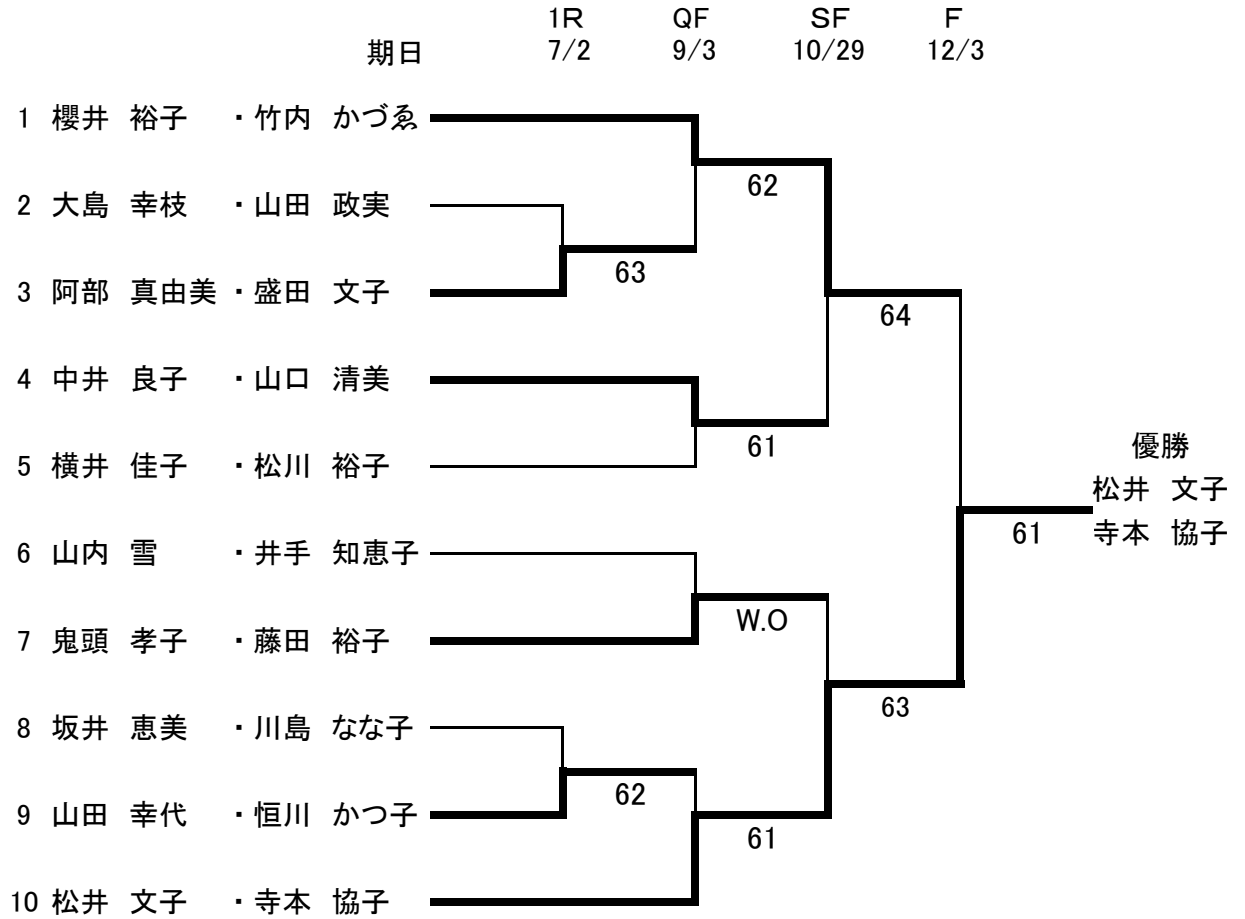 1R QF SF F
期日 7/2 9/3 10/29 12/3
1 櫻井 裕子 ・竹内 かづゑ
62
2 大島 幸枝 ・山田 政実
63
3 阿部 真由美 ・盛田 文子
64
4 中井 良子 ・山口 清美
61
5 横井 佳子 ・松川 裕子
優勝
松井 文子
寺本 協子
61
6 山内 雪 ・井手 知恵子
W.O
7 鬼頭 孝子 ・藤田 裕子
63
8 坂井 恵美 ・川島 なな子
62
9 山田 幸代 ・恒川 かつ子
61
10 松井 文子 ・寺本 協子